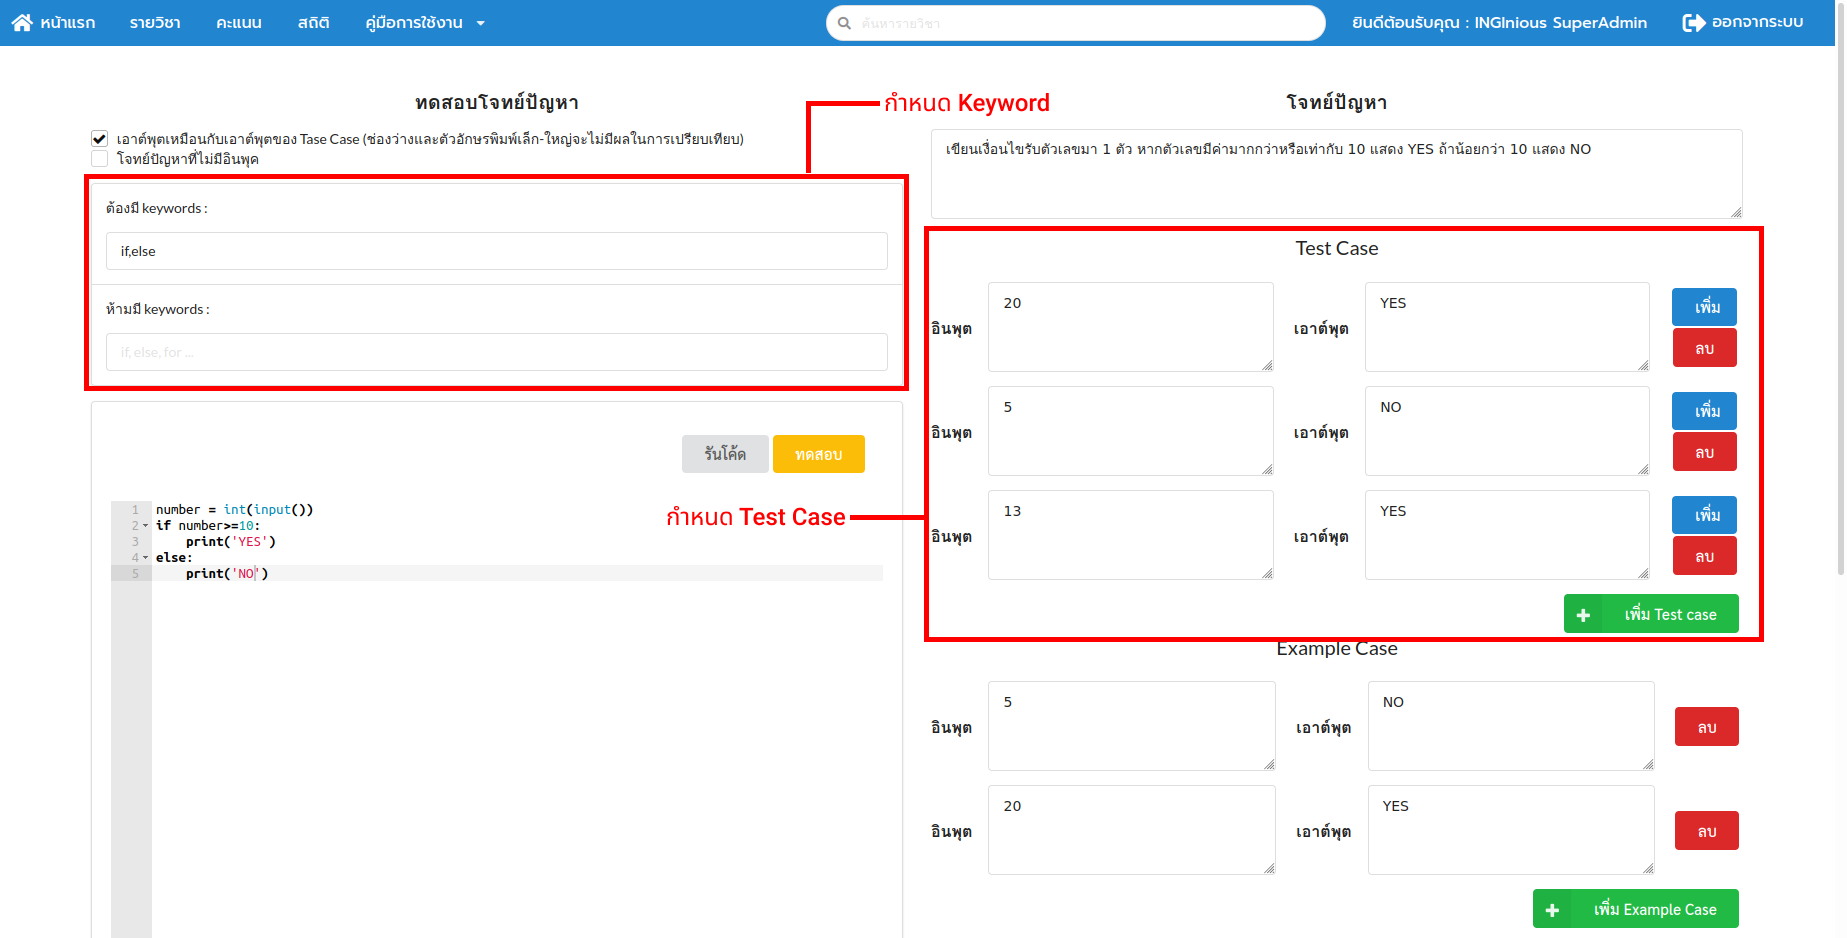 หน้าแรก รายวิชา คะแนน สถิติ คู่มือการใช้งาน ค้นหารายวิชา ยินดีต้อนรับคุณ : INGInious SuperAdmin ออกจากระบบ
ทดสอบโจทย์ปัญหา
เอาต์พุตเหมือนกับเอาต์พุตของ Tase Case (ช่องว่างและตัวอักษรพิมพ์เล็ก-ใหญ่จะไม่มีผลในการเปรียบเทียบ)
โจทย์ปัญหาที่ไม่มีอินพุค
กำหนด Keyword
ต้องมี keywords :
if,else
ห้ามมี keywords :
if, else, for ...
รันโค้ด ทดสอบ
1 number = int(input())
2 if number>=10:
3 print('YES')
4 else:
5 print('NO')
โจทย์ปัญหา
เขียนเงื่อนไขรับตัวเลขมา 1 ตัว หากตัวเลขมีค่ามากกว่าหรือเท่ากับ 10 แสดง YES ถ้าน้อยกว่า 10 แสดง NO
กำหนด Test Case
Test Case
อินพุต 20 เอาต์พุต YES เพิ่ม
ลบ
อินพุต 5 เอาต์พุต NO เพิ่ม
ลบ
อินพุต 13 เอาต์พุต YES เพิ่ม
ลบ
เพิ่ม Test case
Example Case
อินพุต 5 เอาต์พุต NO ลบ
อินพุต 20 เอาต์พุต YES ลบ
เพิ่ม Example Case